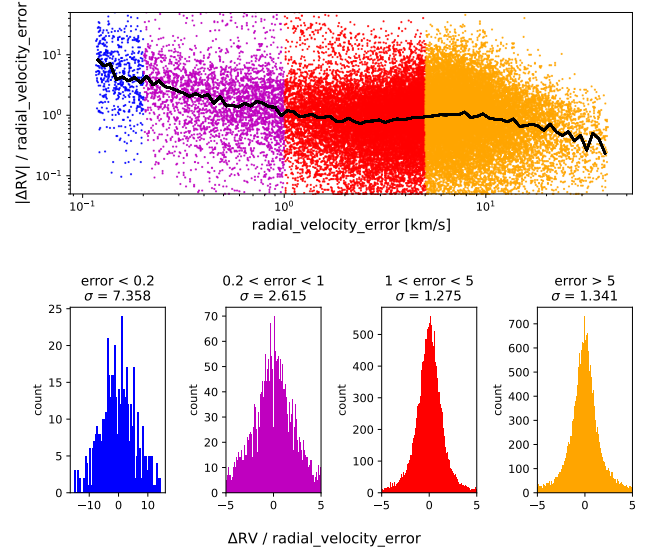 |ΔRV| / radial_velocity_error
10¹
10⁰
10⁻¹
10⁻¹ 10⁰ 10¹
radial_velocity_error [km/s]
error < 0.2
σ = 7.358
0.2 < error < 1
σ = 2.615
1 < error < 5
σ = 1.275
error > 5
σ = 1.341
count
25
20
15
10
5
0
−10 0 10
count
70
60
50
40
30
20
10
0
−5 0 5
count
500
400
300
200
100
0
−5 0 5
count
700
600
500
400
300
200
100
0
−5 0 5
ΔRV / radial_velocity_error